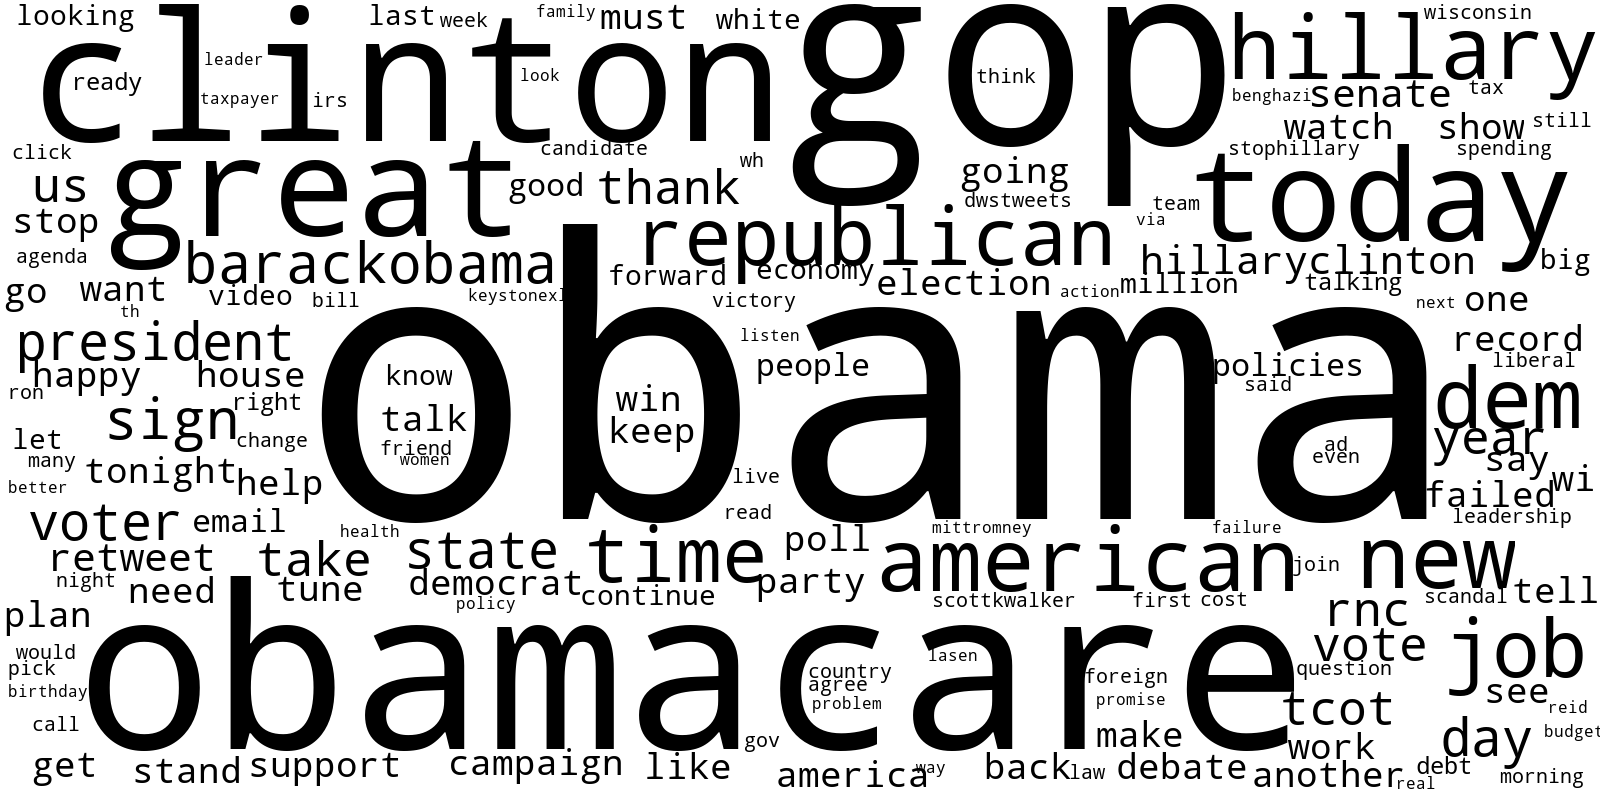 looking
last
week
family
must
white
wisconsin
clinton
gop
hillary
leader
ready
look
think
taxpayer
irs
benghazi
senate
tax
watch
show
still
click
candidate
wh
stophillary
spending
us
great
good
thank
going
today
dwstweets
team
via
stop
agenda
barackobama
republican
hillaryclinton
big
forward
economy
election
action
million
talking
go
want
video
bill
keystonexl
victory
next
one
th
president
listen
record
happy
house
know
obama
people
policies
said
liberal
ron
right
win
dem
sign
talk
keep
let
change
friend
women
ad
even
year
say
many
tonight
better
help
live
failed
wi
voter
email
read
leadership
health
mittromney
failure
retweet
take
state
time
poll
american
join
new
night
need
tune
democrat
continue
party
policy
scottkwalker
first
cost
scandal
tell
plan
rnc
would
obamacare
vote
job
pick
lasen
country
foreign
question
birthday
agree
problem
promise
see
reid
call
tcot
gov
make
work
day
budget
get
stand
support
campaign
like
america
way
back
law
debate
another
real
debt
morning